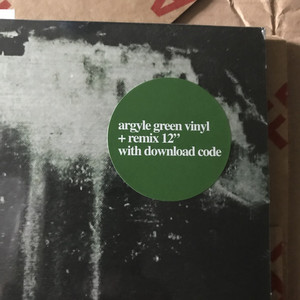 argyle green vinyl
+ remix 12”
with download code